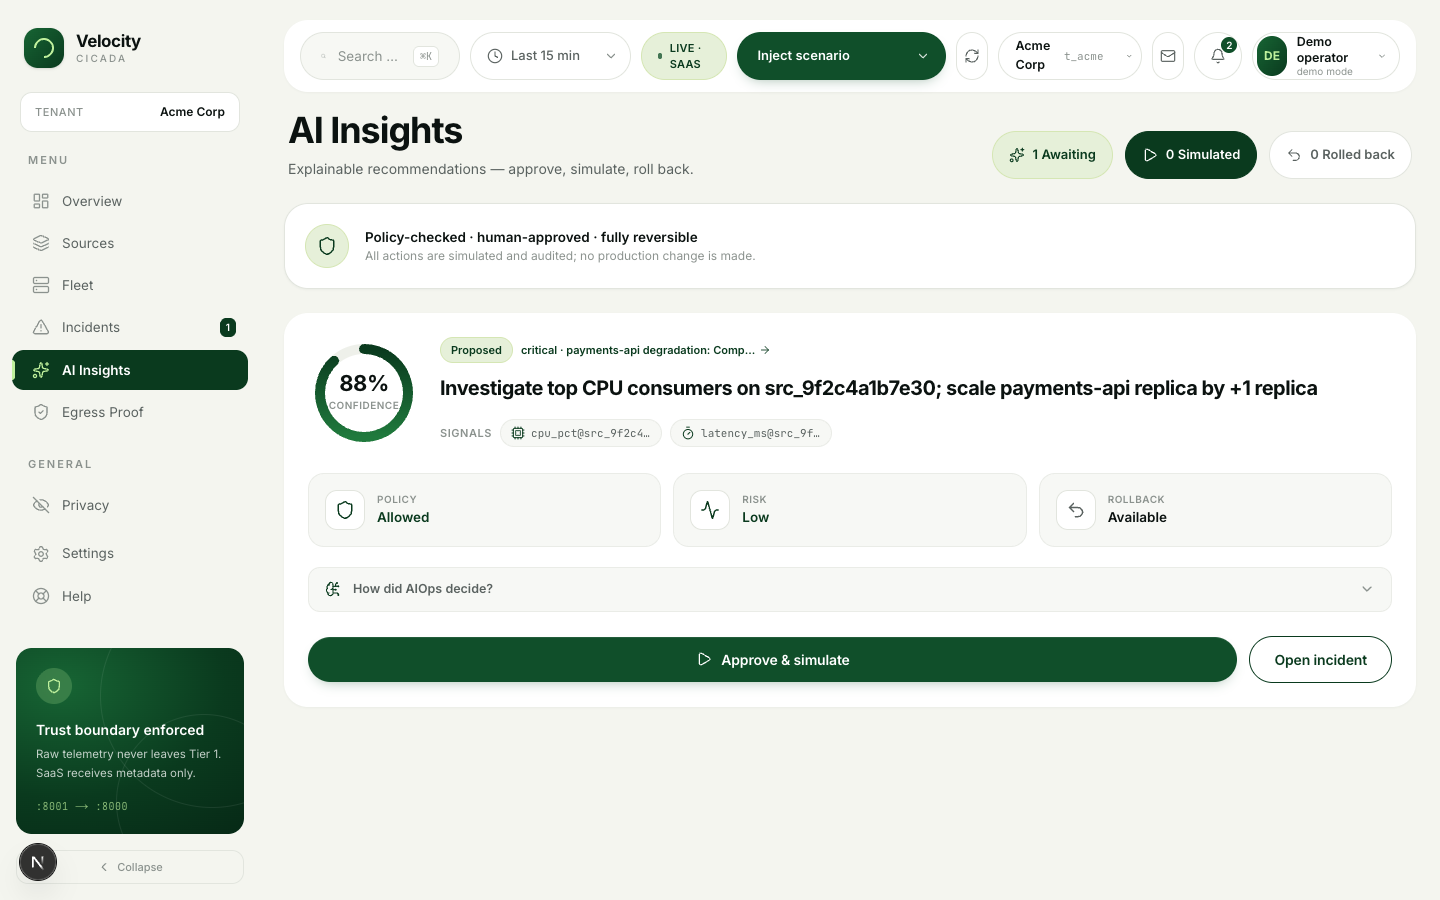 Velocity
CICADA
TENANT Acme Corp
MENU
Overview
Sources
Fleet
Incidents 1
AI Insights
Egress Proof
GENERAL
Privacy
Settings
Help
Trust boundary enforced
Raw telemetry never leaves Tier 1.
SaaS receives metadata only.
:8001 → :8000
N
Collapse
Search ... ⌘K
Last 15 min
LIVE ·
SAAS
Inject scenario
Acme
Corp
t_acme
2
DE
Demo
operator
demo mode
AI Insights
Explainable recommendations — approve, simulate, roll back.
1 Awaiting
0 Simulated
0 Rolled back
Policy-checked · human-approved · fully reversible
All actions are simulated and audited; no production change is made.
88%
CONFIDENCE
Proposed critical · payments-api degradation: Comp... →
Investigate top CPU consumers on src_9f2c4a1b7e30; scale payments-api replica by +1 replica
SIGNALS cpu_pct@src_9f2c4… latency_ms@src_9f…
POLICY
Allowed
RISK
Low
ROLLBACK
Available
How did AIOps decide?
Approve & simulate
Open incident